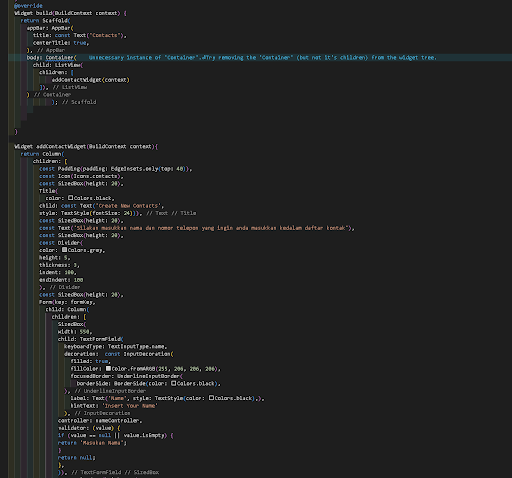 @override
Widget build(BuildContext context) {
return Scaffold(
appBar: AppBar(
title: const Text("Contacts"),
centerTitle: true,
), // AppBar
body: Container( Unnecessary instance of "Container".⏎Try removing the 'Container' (but not it's children) from the widget tree.
child: ListView(
children: [
addContactWidget(context)
]), // ListView
) // Container
); // Scaffold
}
Widget addContactWidget(BuildContext context){
return Column(
children: [
const Padding(padding: EdgeInsets.only(top: 40)),
const Icon(Icons.contacts),
const SizedBox(height: 20),
Title(
color: Colors.black,
child: const Text('Create New Contacts',
style: TextStyle(fontSize: 24))), // Text // Title
const SizedBox(height: 20),
const Text('Silakan masukkan nama dan nomor telepon yang ingin anda masukkan kedalam daftar kontak'),
const SizedBox(height: 20),
const Divider(
color: Colors.grey,
height: 5,
thickness: 3,
indent: 100,
endIndent: 100
), // Divider
const SizedBox(height: 20),
Form(key: formKey,
child: Column(
children: [
SizedBox(
width: 550,
child: TextFormField(
keyboardType: TextInputType.name,
decoration: const InputDecoration(
filled: true,
fillColor: Color.fromARGB(255, 206, 206, 206),
focusedBorder: UnderlineInputBorder(
borderSide: BorderSide(color: Colors.black),
), // UnderlineInputBorder
label: Text('Name', style: TextStyle(color: Colors.black),),
hintText: 'Insert Your Name'
), // InputDecoration
controller: nameController,
validator: (value) {
if (value == null || value.isEmpty) {
return 'Masukan Nama';
}
return null;
},
)), // TextFormField // SizedBox